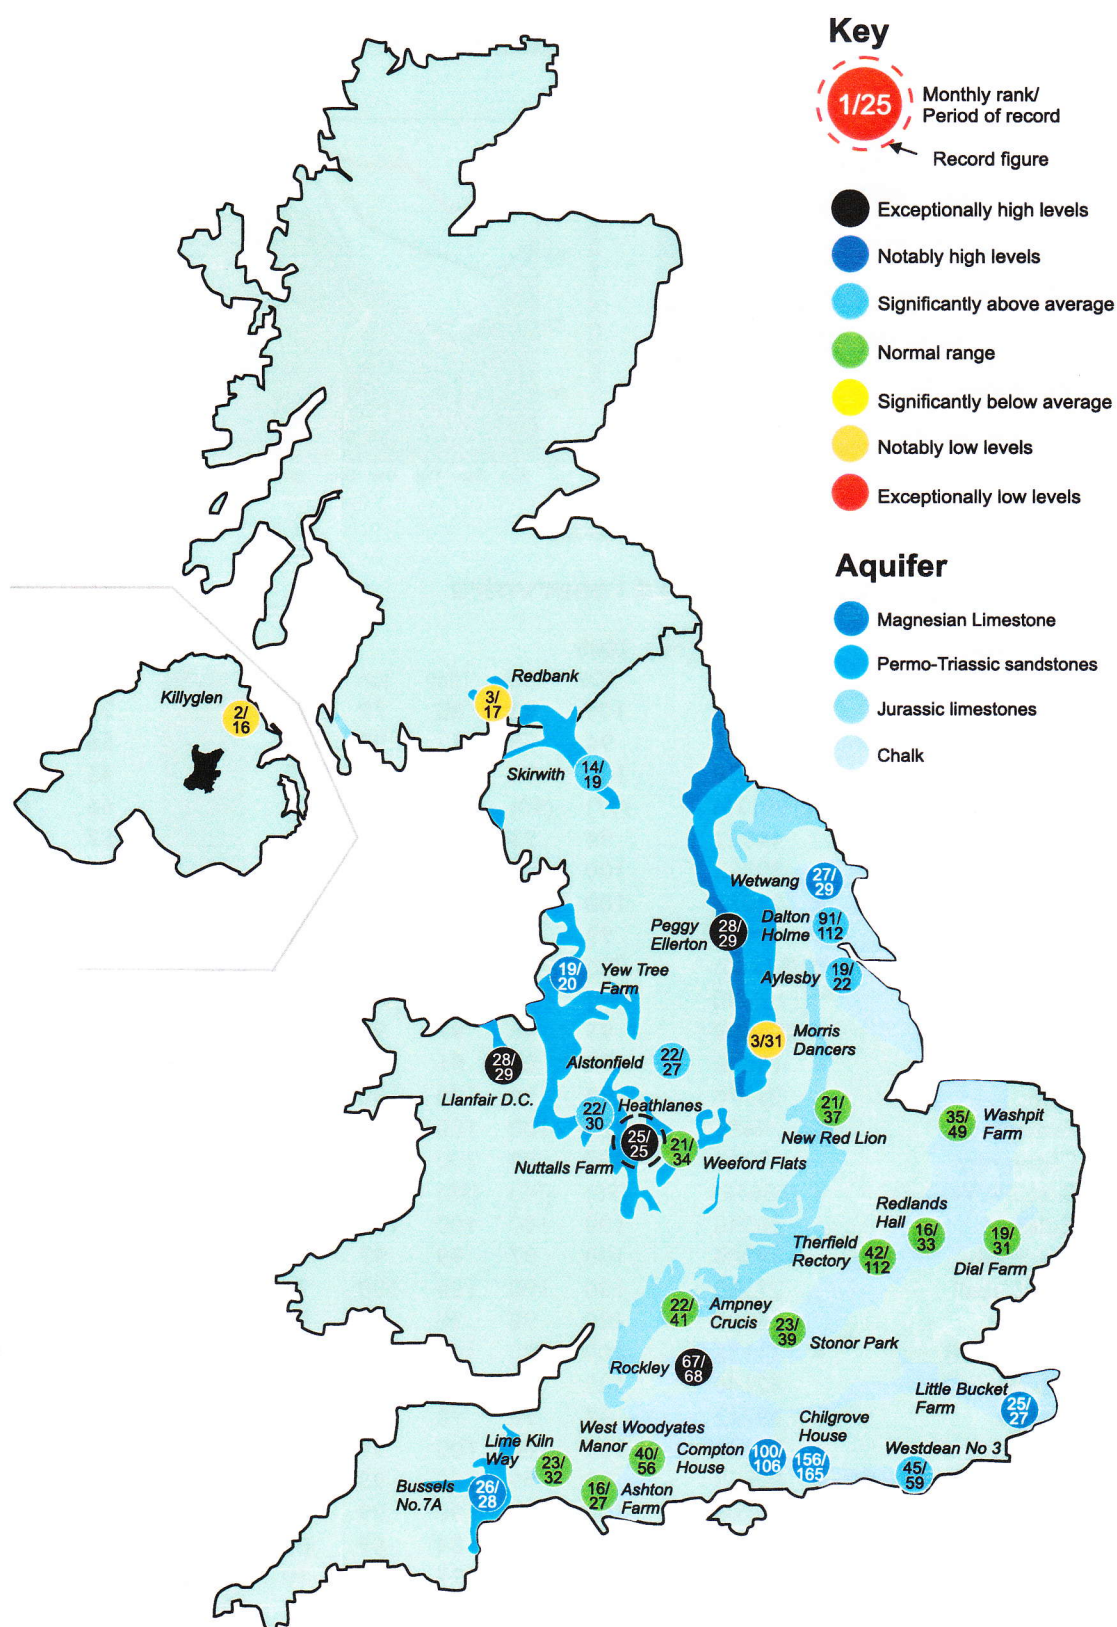 Key
1/25
Monthly rank/
Period of record
Record figure
Exceptionally high levels
Notably high levels
Significantly above average
Normal range
Significantly below average
Notably low levels
Exceptionally low levels
Aquifer
Magnesian Limestone
Permo-Triassic sandstones
Jurassic limestones
Chalk
Redbank
3/
17
Killyglen
2/
16
Skirwith
14/
19
Wetwang
27/
29
Peggy
Ellerton
28/
29
Dalton
Holme
91/
112
Yew Tree
Farm
19/
20
Aylesby
19/
22
Morris
Dancers
3/31
Llanfair D.C.
28/
29
Alstonfield
22/
27
Heathlanes
22/
30
Nuttalls Farm
25/
25
Weeford Flats
21/
34
New Red Lion
21/
37
Washpit
Farm
35/
49
Redlands
Hall
16/
33
Therfield
Rectory
42/
112
Dial Farm
19/
31
Ampney
Crucis
22/
41
Stonor Park
23/
39
Rockley
67/
68
Little Bucket
Farm
25/
27
Chilgrove
House
156/
165
West Woodyates
Manor
40/
56
Compton
House
100/
106
Westdean No 3
45/
59
Lime Kiln
Way
23/
32
Bussels
No.7A
26/
28
Ashton
Farm
16/
27